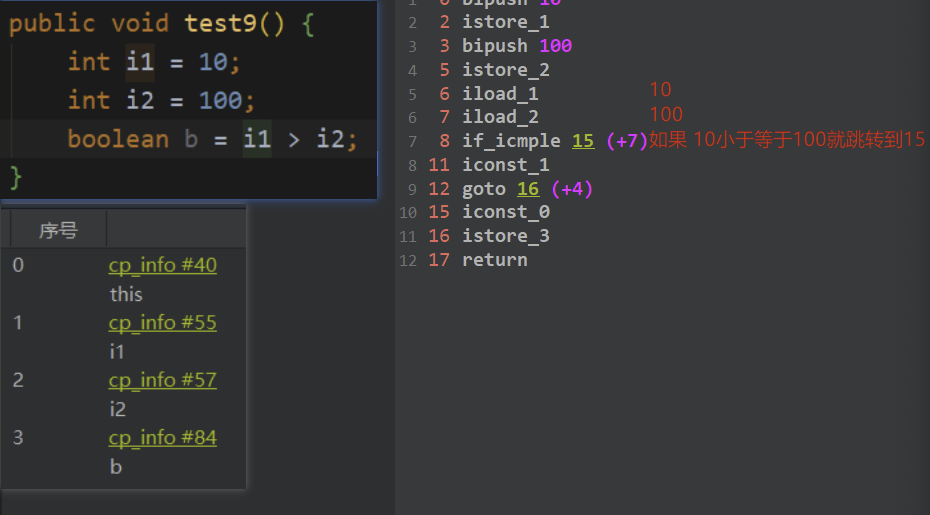 public void test9() {
int i1 = 10;
int i2 = 100;
boolean b = i1 > i2;
}
序号
0 cp_info #40
this
1 cp_info #55
i1
2 cp_info #57
i2
3 cp_info #84
b
1 0 bipush 10
2 2 istore_1
3 3 bipush 100
4 5 istore_2
5 6 iload_1 10
6 7 iload_2 100
7 8 if_icmple 15 (+7) 如果 10小于等于100就跳转到15
8 11 iconst_1
9 12 goto 16 (+4)
10 15 iconst_0
11 16 istore_3
12 17 return